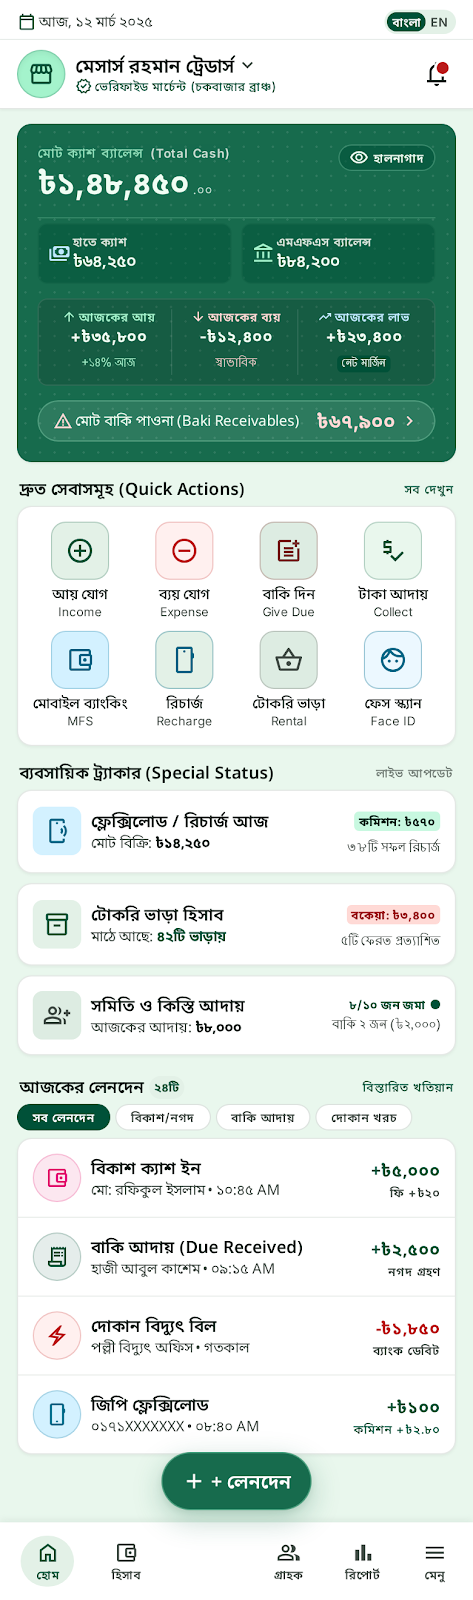 আজ, ১২ মার্চ ২০২৫
বাংলা EN
মেসার্স রহমান ট্রেডার্স
ভেরিফাইড মার্চেন্ট (চকবাজার ব্রাঞ্চ)
মোট ক্যাশ ব্যালেন্স (Total Cash)
হালনাগাদ
৳১,৪৮,৪৫০.০০
হাতে ক্যাশ
৳৬৪,২৫০
এমএফএস ব্যালেন্স
৳৮৪,২০০
আজকের আয়
+৳৩৫,৮০০
+১৪% আজ
আজকের ব্যয়
-৳১২,৪০০
স্বাভাবিক
আজকের লাভ
+৳২৩,৪০০
নেট মার্জিন
মোট বাকি পাওনা (Baki Receivables) ৳৬৭,৯০০
দ্রুত সেবাসমূহ (Quick Actions)
সব দেখুন
আয় যোগ
Income
ব্যয় যোগ
Expense
বাকি দিন
Give Due
টাকা আদায়
Collect
মোবাইল ব্যাংকিং
MFS
রিচার্জ
Recharge
টোকরি ভাড়া
Rental
ফেস স্ক্যান
Face ID
ব্যবসায়িক ট্র্যাকার (Special Status)
লাইভ আপডেট
ফ্লেক্সিলোড / রিচার্জ আজ
মোট বিক্রি: ৳১৪,২৫০
কমিশন: ৳৫৭০
৩৮টি সফল রিচার্জ
টোকরি ভাড়া হিসাব
মাঠে আছে: ৪২টি ভাড়ায়
বকেয়া: ৳৩,৪০০
৫টি ফেরত প্রত্যাশিত
সমিতি ও কিস্তি আদায়
আজকের আদায়: ৳৮,০০০
৮/১০ জন জমা
বাকি ২ জন (৳২,০০০)
আজকের লেনদেন ২৪টি
বিস্তারিত খতিয়ান
সব লেনদেন
বিকাশ/নগদ
বাকি আদায়
দোকান খরচ
বিকাশ ক্যাশ ইন
মো: রফিকুল ইসলাম • ১০:৪৫ AM
+৳৫,০০০
ফি +৳২০
বাকি আদায় (Due Received)
হাজী আবুল কাশেম • ০৯:১৫ AM
+৳২,৫০০
নগদ গ্রহণ
দোকান বিদ্যুৎ বিল
পল্লী বিদ্যুৎ অফিস • গতকাল
-৳১,৮৫০
ব্যাংক ডেবিট
জিপি ফ্লেক্সিলোড
০১৭১XXXXXXX • ০৮:৪০ AM
+৳১০০
কমিশন +৳২.৮০
+ লেনদেন
হোম
হিসাব
গ্রাহক
রিপোর্ট
মেনু